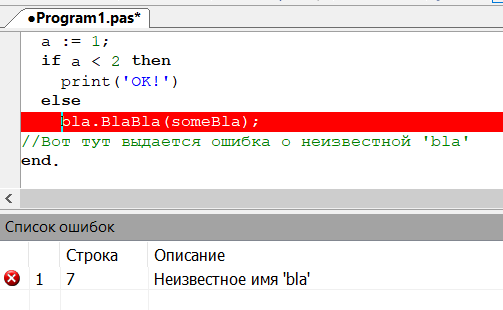 ●Program1.pas*
a := 1;
if a < 2 then
print('OK!')
else
bla.BlaBla(someBla);
//Вот тут выдается ошибка о неизвестной 'bla'
end.
Список ошибок
Строка Описание
1 7 Неизвестное имя 'bla'